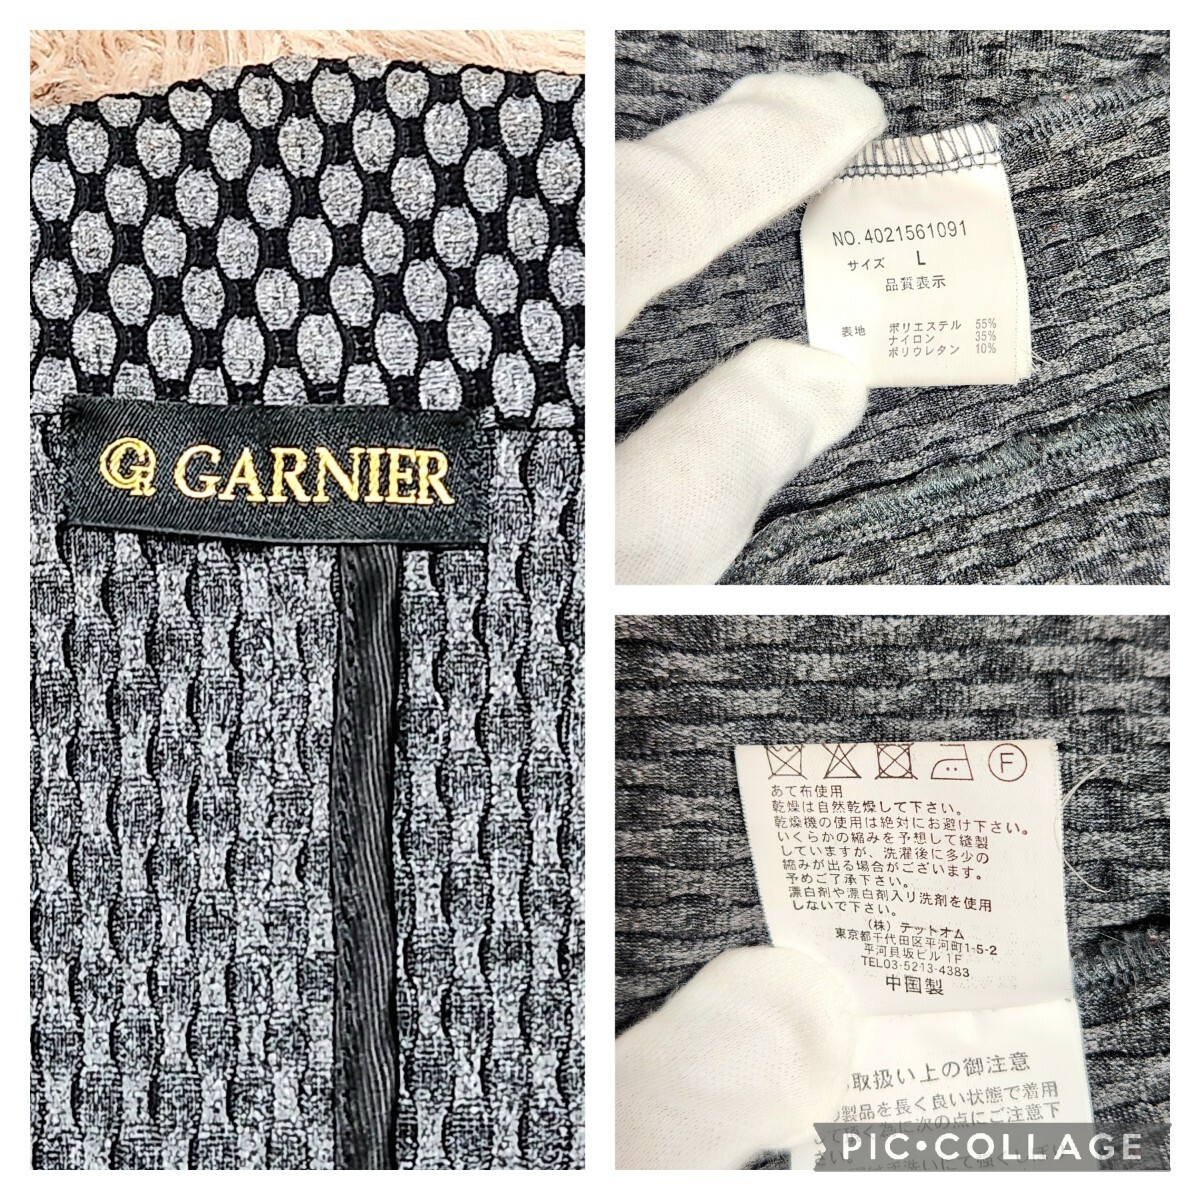 GARNIER
NO.4021561091
サイズ L
品質表示
表地 ポリエステル 55%
ナイロン 35%
ポリウレタン 10%
F
あて布使用
乾燥は自然乾燥して下さい。
乾燥機の使用は絶対にお避け下さい。
いくらかの縮みを予想して縫製
していますが、洗濯後に多少の
縮みが出る場合がございます。
予めご了承下さい。
漂白剤や漂白剤入り洗剤を使用
しないで下さい。
(株) テットオム
東京都千代田区平河町1-5-2
平河貝坂ビル 1F
TEL03-5213-4383
中国製
取扱い上の御注意
製品を長く良い状態で着用
為に次の点にご注意下
PIC•COLLAGE